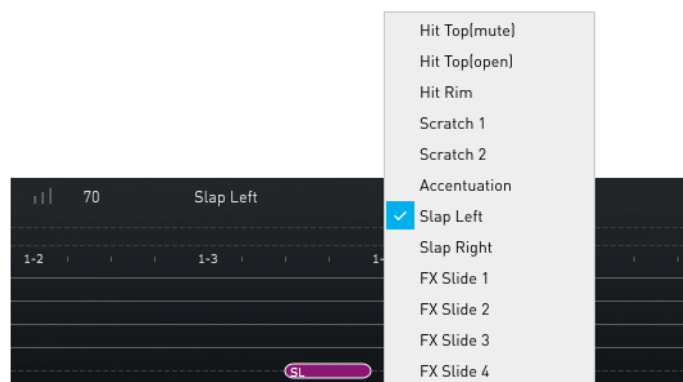 Hit Top(mute)
Hit Top(open)
Hit Rim
Scratch 1
Scratch 2
Accentuation
70 Slap Left
Slap Left
Slap Right
1-2 1-3 1-
FX Slide 1
FX Slide 2
FX Slide 3
FX Slide 4
SL